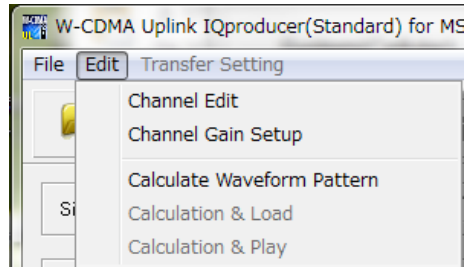 W-CDMA Uplink IQproducer(Standard) for MS
File Edit Transfer Setting
Channel Edit
Channel Gain Setup
Calculate Waveform Pattern
Si
Calculation & Load
Calculation & Play